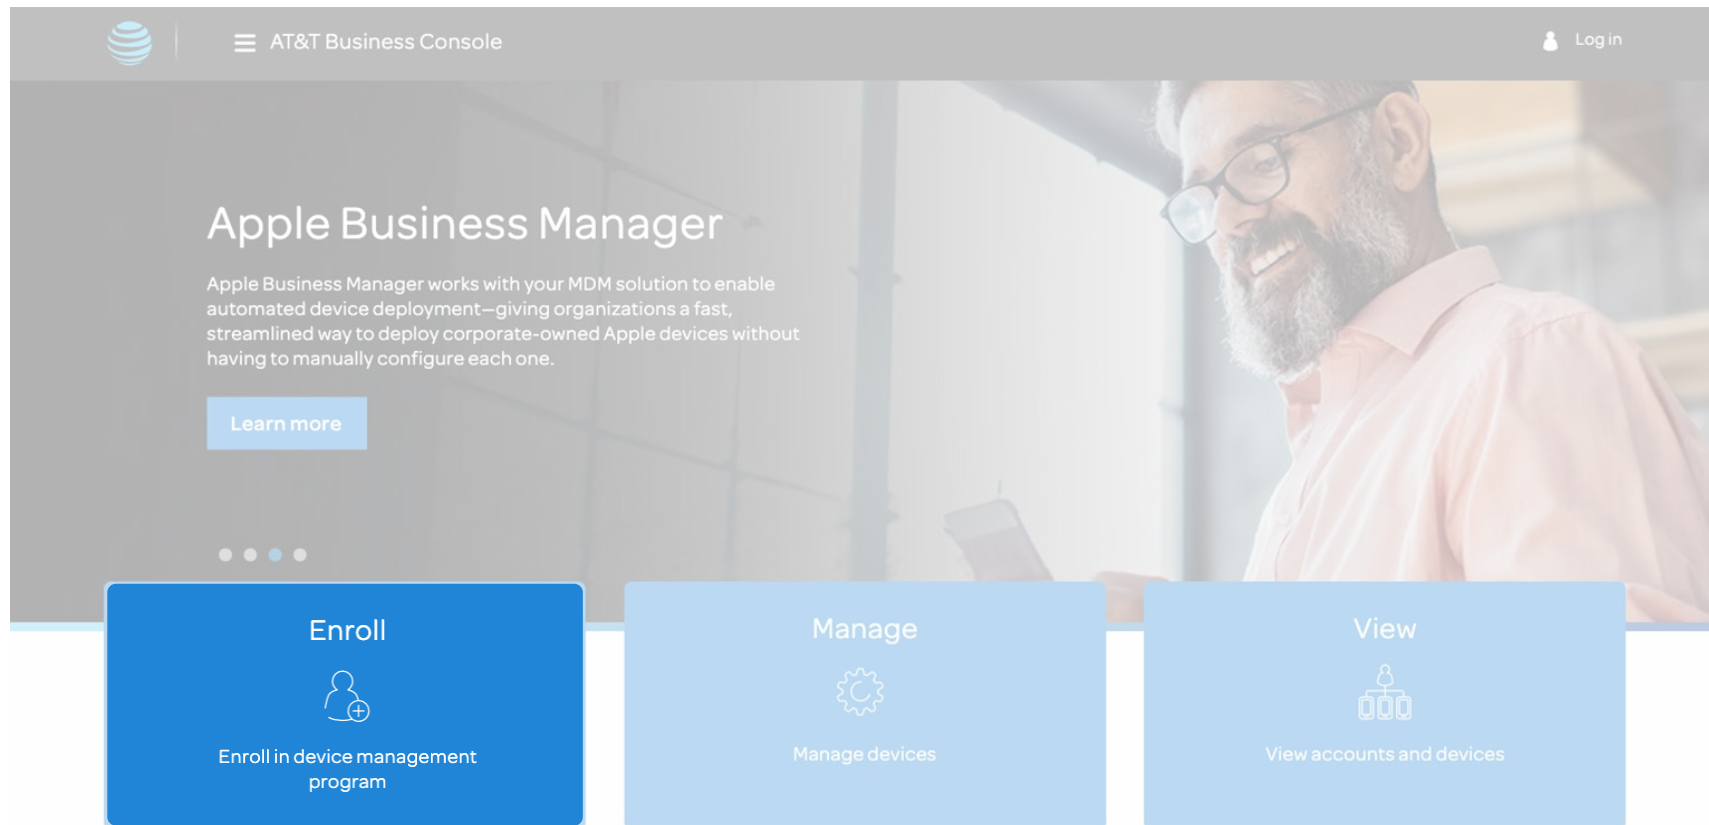 AT&T Business Console
Log in
Apple Business Manager
Apple Business Manager works with your MDM solution to enable
automated device deployment—giving organizations a fast,
streamlined way to deploy corporate-owned Apple devices without
having to manually configure each one.
Learn more
Enroll
Enroll in device management
program
Manage
Manage devices
View
View accounts and devices